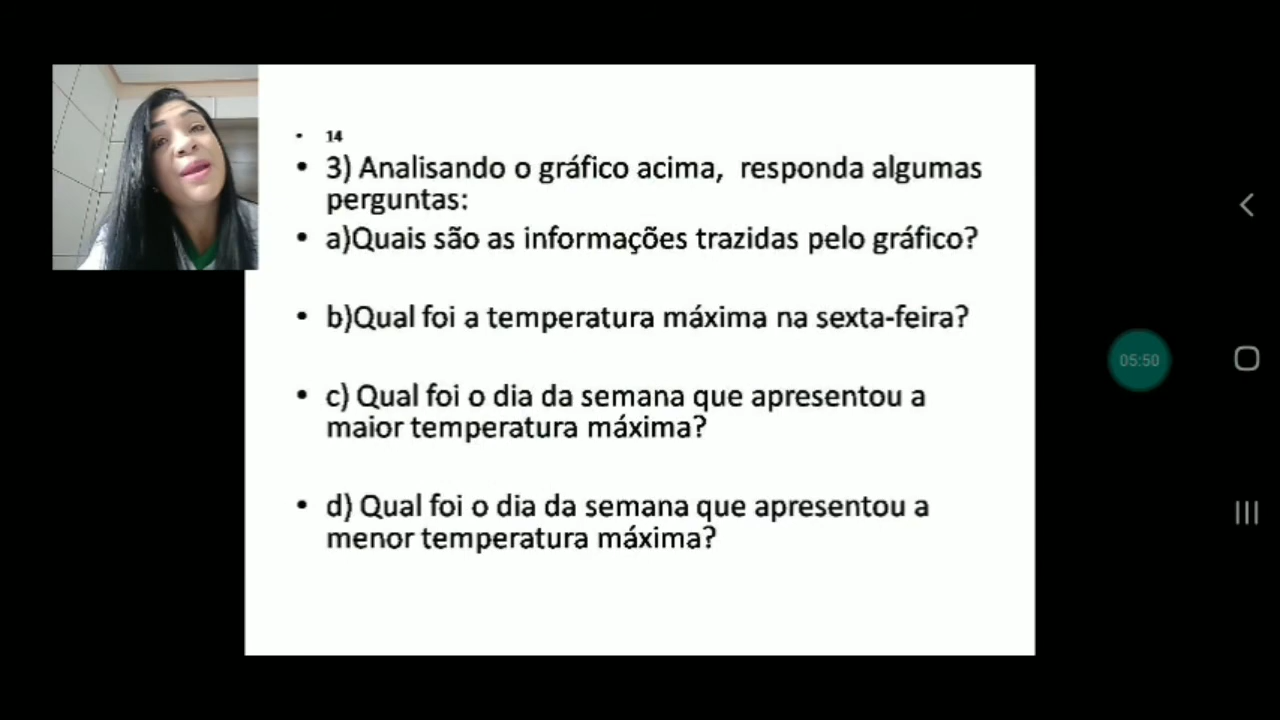 • 14
• 3) Analisando o gráfico acima, responda algumas
perguntas:
• a)Quais são as informações trazidas pelo gráfico?
• b)Qual foi a temperatura máxima na sexta-feira?
• c) Qual foi o dia da semana que apresentou a
maior temperatura máxima?
• d) Qual foi o dia da semana que apresentou a
menor temperatura máxima?
05:50